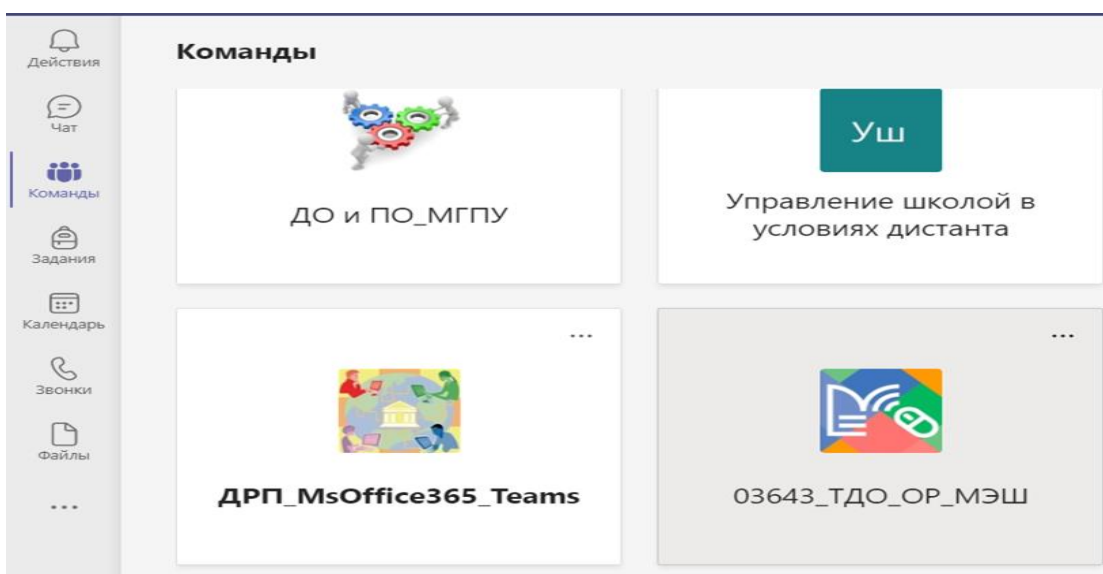 Действия
Чат
Команды
Задания
Календарь
Звонки
Файлы
...
Команды
ДО и ПО_МГПУ
Уш
Управление школой в
условиях дистанта
...
ДРП_MsOffice365_Teams
...
03643_ТДО_ОР_МЭШ